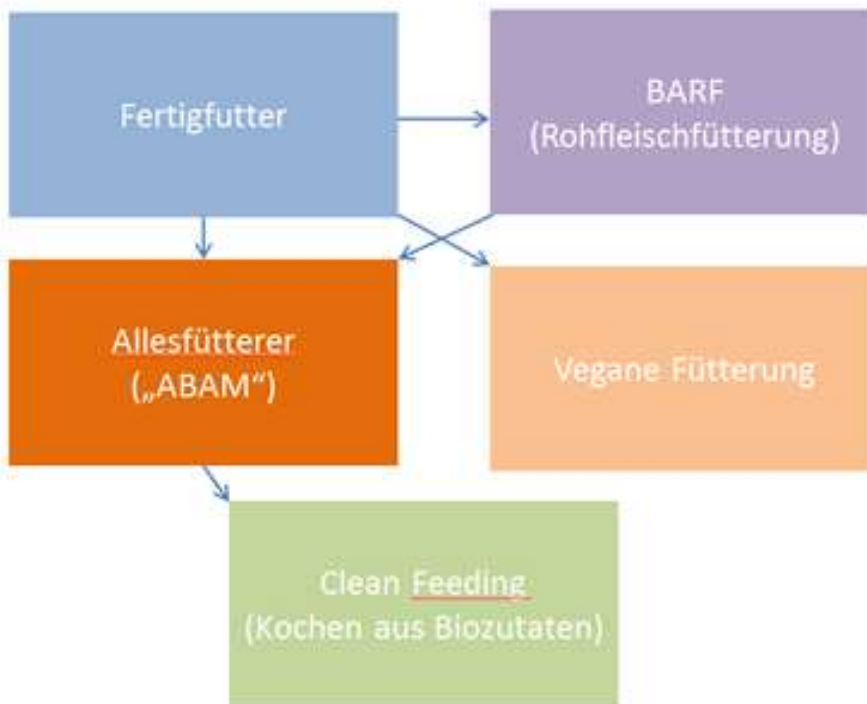 Fertigfutter
BARF
(Rohfleischfütterung)
Allesfütterer
(„ABAM“)
Vegane Fütterung
Clean Feeding
(Kochen aus Biozutaten)